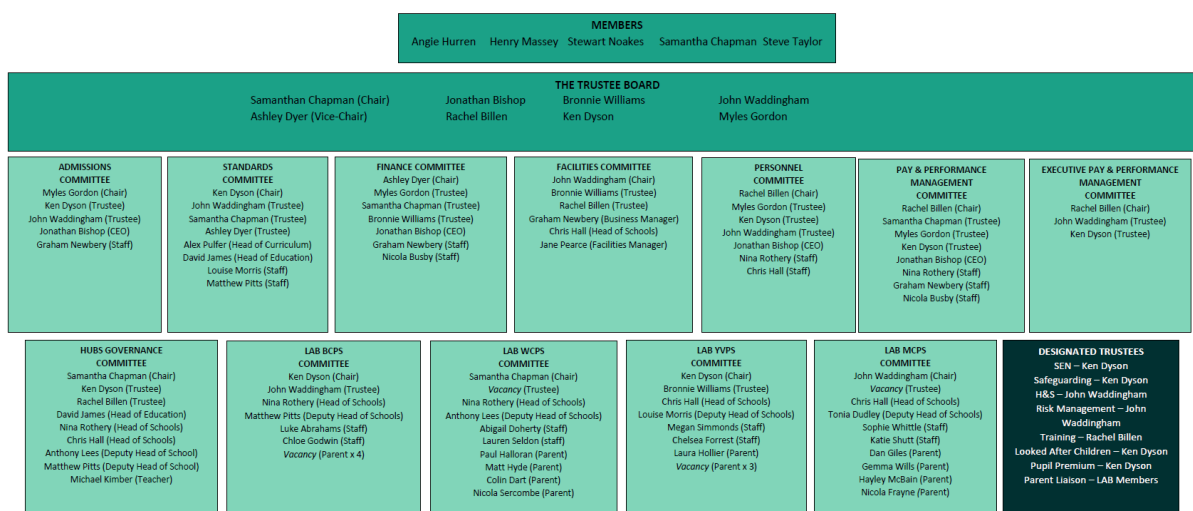 MEMBERS
Angie Hurren Henry Massey Stewart Noakes Samantha Chapman Steve Taylor
THE TRUSTEE BOARD
Samanthan Chapman (Chair) Jonathan Bishop Bronnie Williams John Waddingham
Ashley Dyer (Vice-Chair) Rachel Billen Ken Dyson Myles Gordon
ADMISSIONS
COMMITTEE
Myles Gordon (Chair)
Ken Dyson (Trustee)
John Waddingham (Trustee)
Jonathan Bishop (CEO)
Graham Newbery (Staff)
STANDARDS
COMMITTEE
Ken Dyson (Chair)
John Waddingham (Trustee)
Samantha Chapman (Trustee)
Ashley Dyer (Trustee)
Alex Pulfer (Head of Curriculum)
David James (Head of Education)
Louise Morris (Staff)
Matthew Pitts (Staff)
FINANCE COMMITTEE
Ashley Dyer (Chair)
Myles Gordon (Trustee)
Samantha Chapman (Trustee)
Bronnie Williams (Trustee)
Jonathan Bishop (CEO)
Graham Newbery (Staff)
Nicola Busby (Staff)
FACILITIES COMMITTEE
John Waddingham (Chair)
Bronnie Williams (Trustee)
Rachel Billen (Trustee)
Graham Newbery (Business Manager)
Chris Hall (Head of Schools)
Jane Pearce (Facilities Manager)
PERSONNEL
COMMITTEE
Rachel Billen (Chair)
Myles Gordon (Trustee)
Ken Dyson (Trustee)
John Waddingham (Trustee)
Jonathan Bishop (CEO)
Nina Rothery (Staff)
Chris Hall (Staff)
PAY & PERFORMANCE
MANAGEMENT
COMMITTEE
Rachel Billen (Chair)
Samantha Chapman (Trustee)
Myles Gordon (Trustee)
Ken Dyson (Trustee)
Jonathan Bishop (CEO)
Nina Rothery (Staff)
Graham Newbery (Staff)
Nicola Busby (Staff)
EXECUTIVE PAY & PERFORMANCE
MANAGEMENT
COMMITTEE
Rachel Billen (Chair)
John Waddingham (Trustee)
Ken Dyson (Trustee)
HUBS GOVERNANCE
COMMITTEE
Samantha Chapman (Chair)
Ken Dyson (Trustee)
Rachel Billen (Trustee)
David James (Head of Education)
Nina Rothery (Head of Schools)
Chris Hall (Head of Schools)
Anthony Lees (Deputy Head of School)
Matthew Pitts (Deputy Head of School)
Michael Kimber (Teacher)
LAB BCPS
COMMITTEE
Ken Dyson (Chair)
John Waddingham (Trustee)
Nina Rothery (Head of Schools)
Matthew Pitts (Deputy Head of Schools)
Luke Abrahams (Staff)
Chloe Godwin (Staff)
Vacancy (Parent x 4)
LAB WCPS
COMMITTEE
Samantha Chapman (Chair)
Vacancy (Trustee)
Nina Rothery (Head of Schools)
Anthony Lees (Deputy Head of Schools)
Abigail Doherty (Staff)
Lauren Seldon (staff)
Paul Halloran (Parent)
Matt Hyde (Parent)
Colin Dart (Parent)
Nicola Sercombe (Parent)
LAB YVPS
COMMITTEE
Ken Dyson (Chair)
Bronnie Williams (Trustee)
Chris Hall (Head of Schools)
Louise Morris (Deputy Head of Schools)
Megan Simmonds (Staff)
Chelsea Forrest (Staff)
Laura Hollier (Parent)
Vacancy (Parent x 3)
LAB MCPS
COMMITTEE
John Waddingham (Chair)
Vacancy (Trustee)
Chris Hall (Head of Schools)
Tonia Dudley (Deputy Head of Schools)
Sophie Whittle (Staff)
Katie Shutt (Staff)
Dan Giles (Parent)
Gemma Wills (Parent)
Hayley McBain (Parent)
Nicola Frayne (Parent)
DESIGNATED TRUSTEES
SEN – Ken Dyson
Safeguarding – Ken Dyson
H&S – John Waddingham
Risk Management – John
Waddingham
Training – Rachel Billen
Looked After Children – Ken Dyson
Pupil Premium – Ken Dyson
Parent Liaison – LAB Members